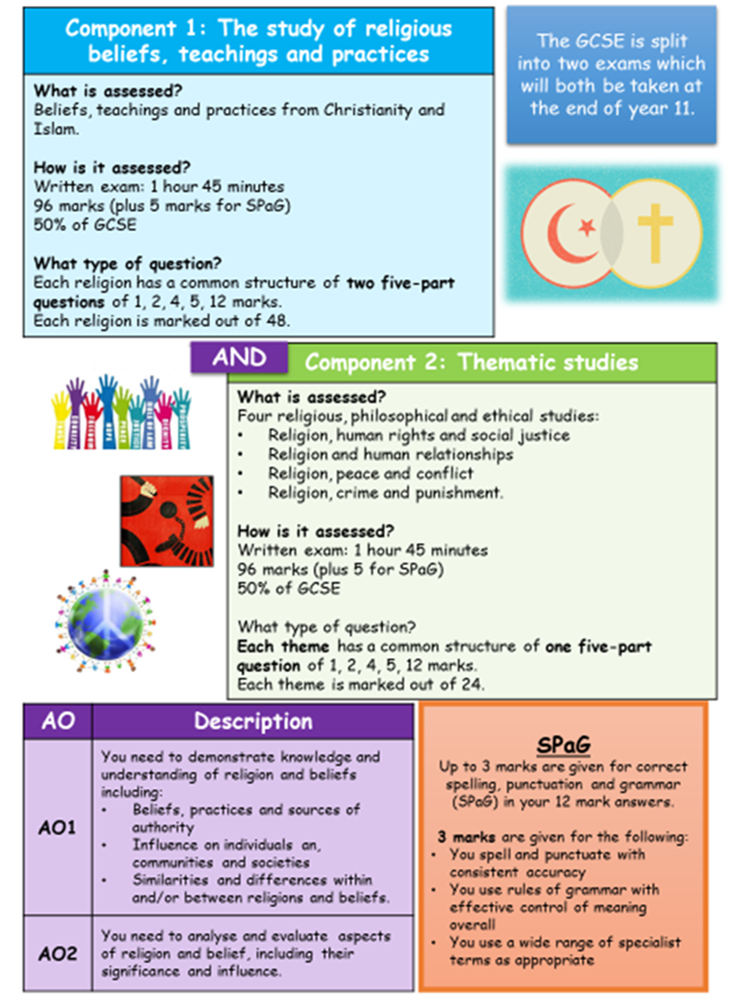 Component 1: The study of religious
beliefs, teachings and practices
What is assessed?
Beliefs, teachings and practices from Christianity and
Islam.
How is it assessed?
Written exam: 1 hour 45 minutes
96 marks (plus 5 marks for SPaG)
50% of GCSE
What type of question?
Each religion has a common structure of two five-part
questions of 1, 2, 4, 5, 12 marks.
Each religion is marked out of 48.
The GCSE is split
into two exams which
will both be taken at
the end of year 11.
AND
Component 2: Thematic studies
What is assessed?
Four religious, philosophical and ethical studies:
• Religion, human rights and social justice
• Religion and human relationships
• Religion, peace and conflict
• Religion, crime and punishment.
How is it assessed?
Written exam: 1 hour 45 minutes
96 marks (plus 5 for SPaG)
50% of GCSE
What type of question?
Each theme has a common structure of one five-part
question of 1, 2, 4, 5, 12 marks.
Each theme is marked out of 24.
AO Description
AO1
You need to demonstrate knowledge and
understanding of religion and beliefs
including:
• Beliefs, practices and sources of
authority
• Influence on individuals an,
communities and societies
• Similarities and differences within
and/or between religions and beliefs.
AO2
You need to analyse and evaluate aspects
of religion and belief, including their
significance and influence.
SPaG
Up to 3 marks are given for correct
spelling, punctuation and grammar
(SPaG) in your 12 mark answers.
3 marks are given for the following:
• You spell and punctuate with
consistent accuracy
• You use rules of grammar with
effective control of meaning
overall
• You use a wide range of specialist
terms as appropriate